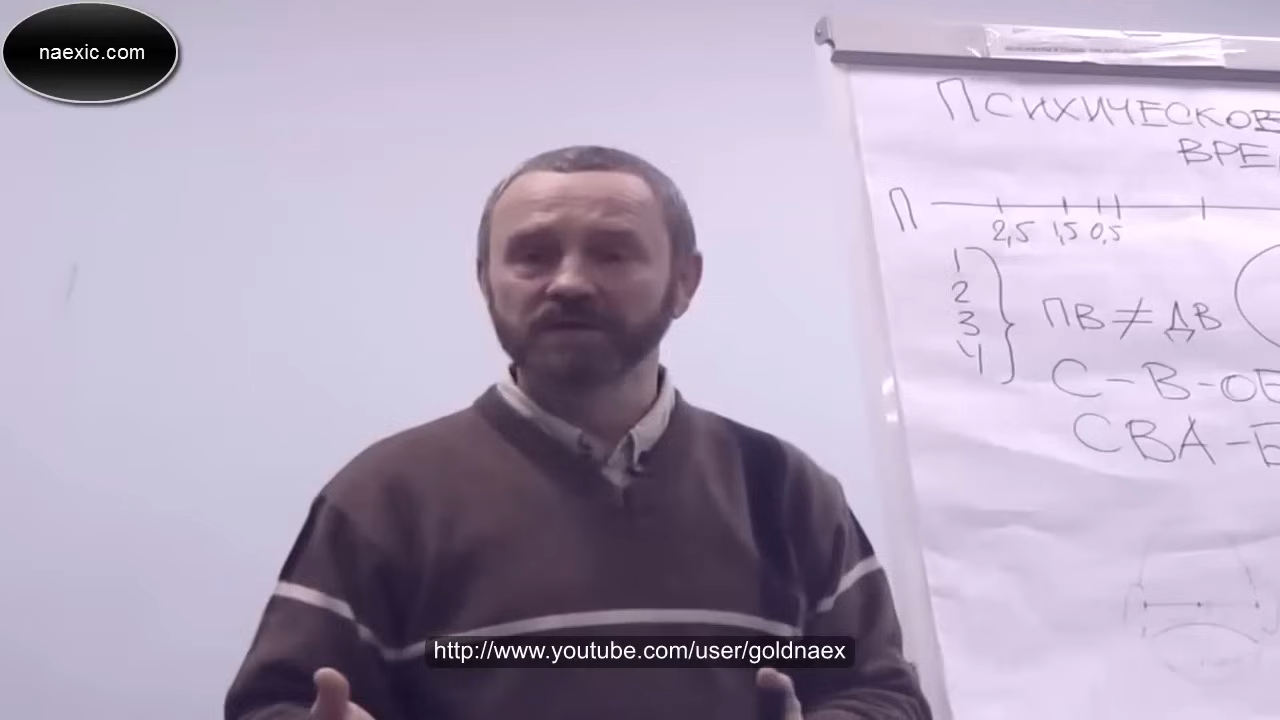 naexic.com
ПСИХИЧЕСКОЕ
ВРЕ
П
2,5 1,5 0,5
1
2
3
4
ПВ ≠ ДВ
С-В-ОБ
СВА-Б
http://www.youtube.com/user/goldnaex